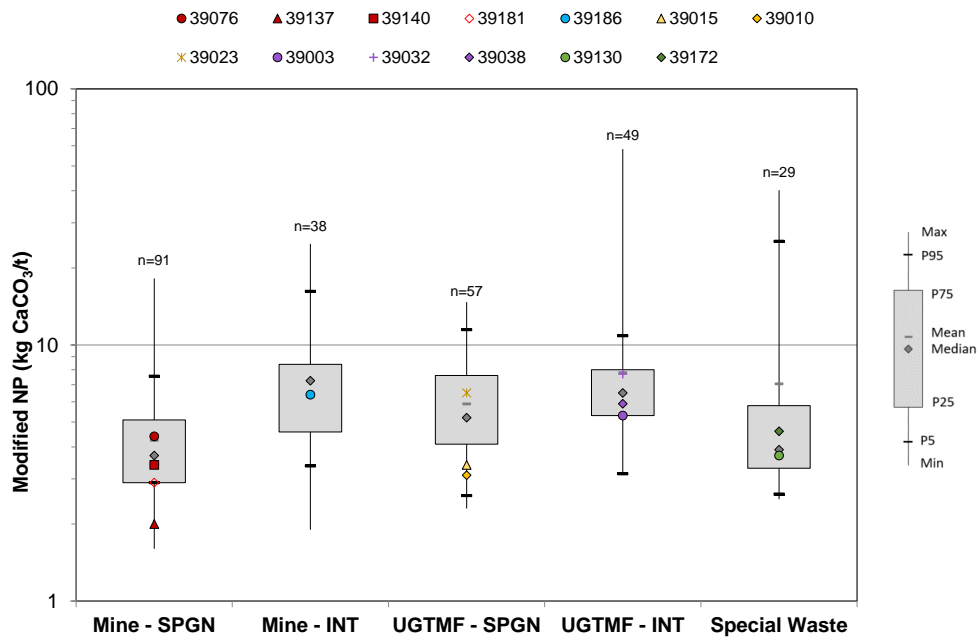 39076 39137 39140 39181 39186 39015 39010
39023 39003 39032 39038 39130 39172
100
n=49
n=29
n=38
n=91
n=57
10
1
Modified NP (kg CaCO₃/t)
Max
P95
P75
Mean
Median
P25
P5
Min
Mine - SPGN Mine - INT UGTMF - SPGN UGTMF - INT Special Waste